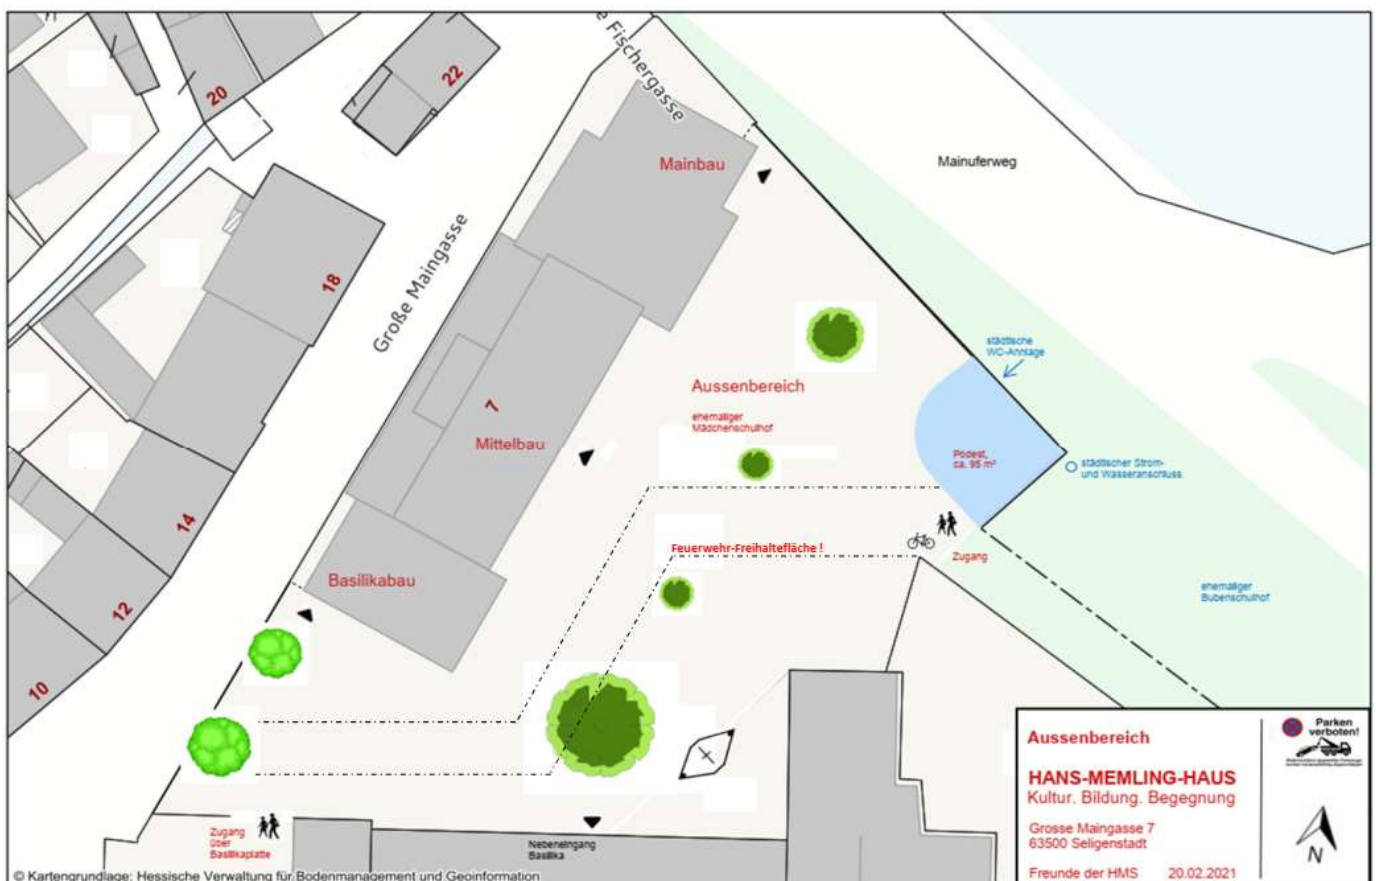 e Fischergasse
20
22
Mainbau
Mainuferweg
18
Große Maingasse
städtische
WC-Annlage
Aussenbereich
ehemaliger
Mädchenschulhof
7
Mittelbau
Podest,
ca. 95 m²
städtischer Strom-
und Wasseranschluss
14
Feuerwehr-Freihaltefläche !
Zugang
Basilikabau
ehemaliger
Bubenschulhof
12
10
Zugang
über
Basilikaplatte
Nebeneingang
Basilika
Aussenbereich
HANS-MEMLING-HAUS
Kultur. Bildung. Begegnung
Grosse Maingasse 7
63500 Seligenstadt
Freunde der HMS 20.02.2021
Parken
verboten!
N
© Kartengrundlage: Hessische Verwaltung für Bodenmanagement und Geoinformation